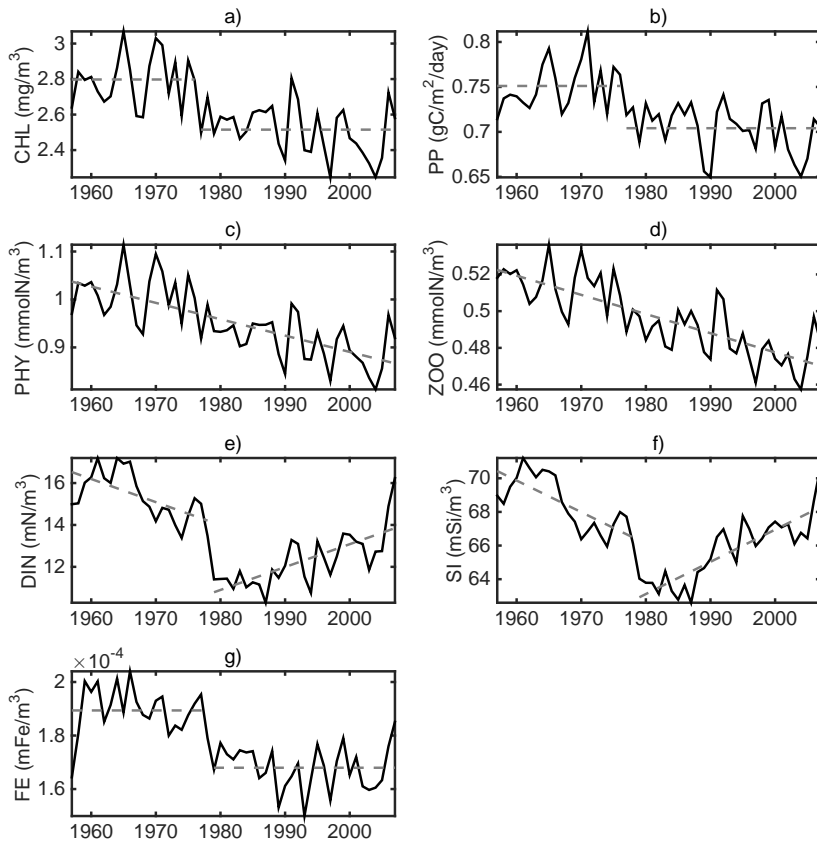 a)
CHL (mg/m³)
3
2.8
2.6
2.4
1960 1970 1980 1990 2000
b)
PP (gC/m²/day)
0.8
0.75
0.7
0.65
1960 1970 1980 1990 2000
c)
PHY (mmolN/m³)
1.1
1
0.9
1960 1970 1980 1990 2000
d)
ZOO (mmolN/m³)
0.52
0.5
0.48
0.46
1960 1970 1980 1990 2000
e)
DIN (mN/m³)
16
14
12
1960 1970 1980 1990 2000
f)
SI (mSi/m³)
70
68
66
64
1960 1970 1980 1990 2000
g)
×10⁻⁴
FE (mFe/m³)
2
1.8
1.6
1960 1970 1980 1990 2000